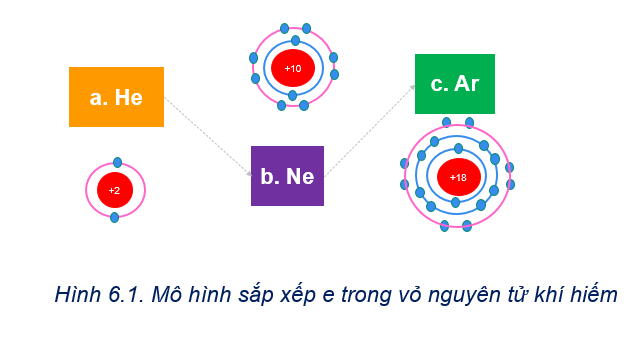 a. He
+2
+10
b. Ne
c. Ar
+18
Hình 6.1. Mô hình sắp xếp e trong vỏ nguyên tử khí hiếm